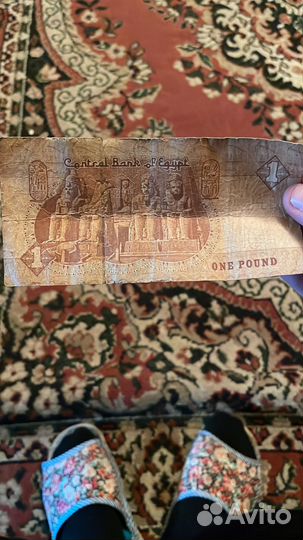 Central Bank of Egypt
1
1
ONE POUND
Avito